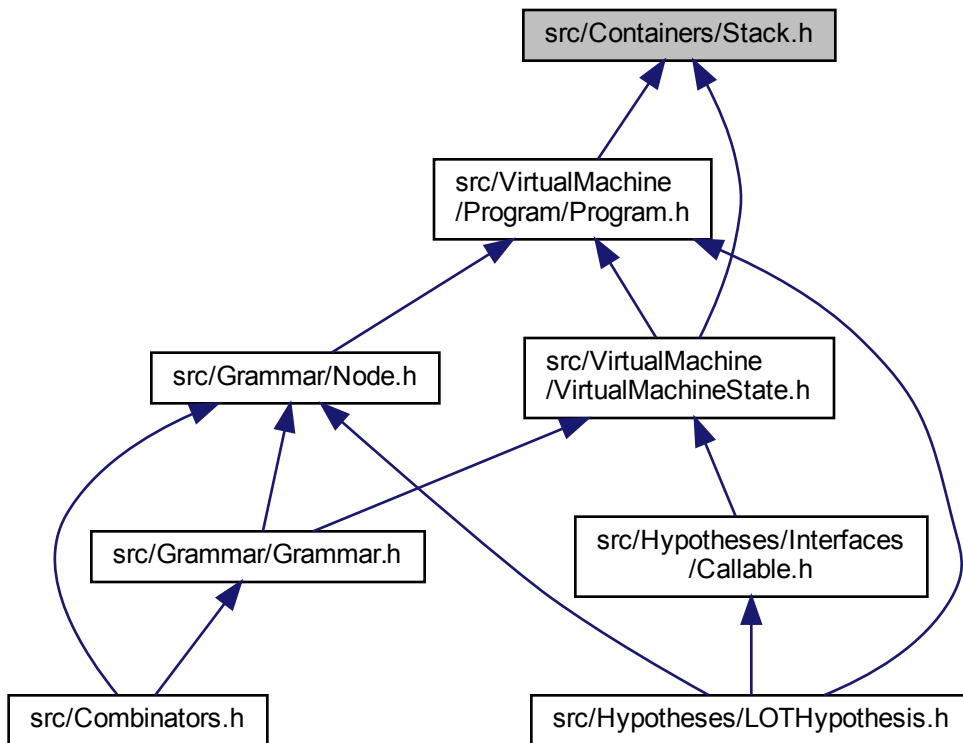 src/Containers/Stack.h
src/VirtualMachine
/Program/Program.h
src/Grammar/Node.h
src/VirtualMachine
/VirtualMachineState.h
src/Grammar/Grammar.h
src/Hypotheses/Interfaces
/Callable.h
src/Combinators.h
src/Hypotheses/LOTHypothesis.h